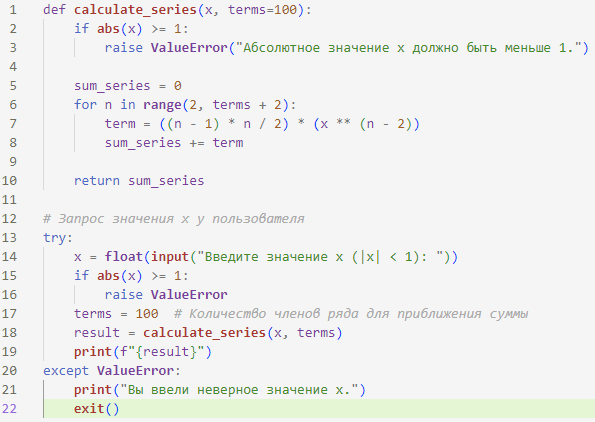 1 def calculate_series(x, terms=100):
2     if abs(x) >= 1:
3         raise ValueError("Абсолютное значение x должно быть меньше 1.")
4
5     sum_series = 0
6     for n in range(2, terms + 2):
7         term = ((n - 1) * n / 2) * (x ** (n - 2))
8         sum_series += term
9
10     return sum_series
11
12 # Запрос значения x у пользователя
13 try:
14     x = float(input("Введите значение x (|x| < 1): "))
15     if abs(x) >= 1:
16         raise ValueError
17     terms = 100  # Количество членов ряда для приближения суммы
18     result = calculate_series(x, terms)
19     print(f"{result}")
20 except ValueError:
21     print("Вы ввели неверное значение x.")
22     exit()